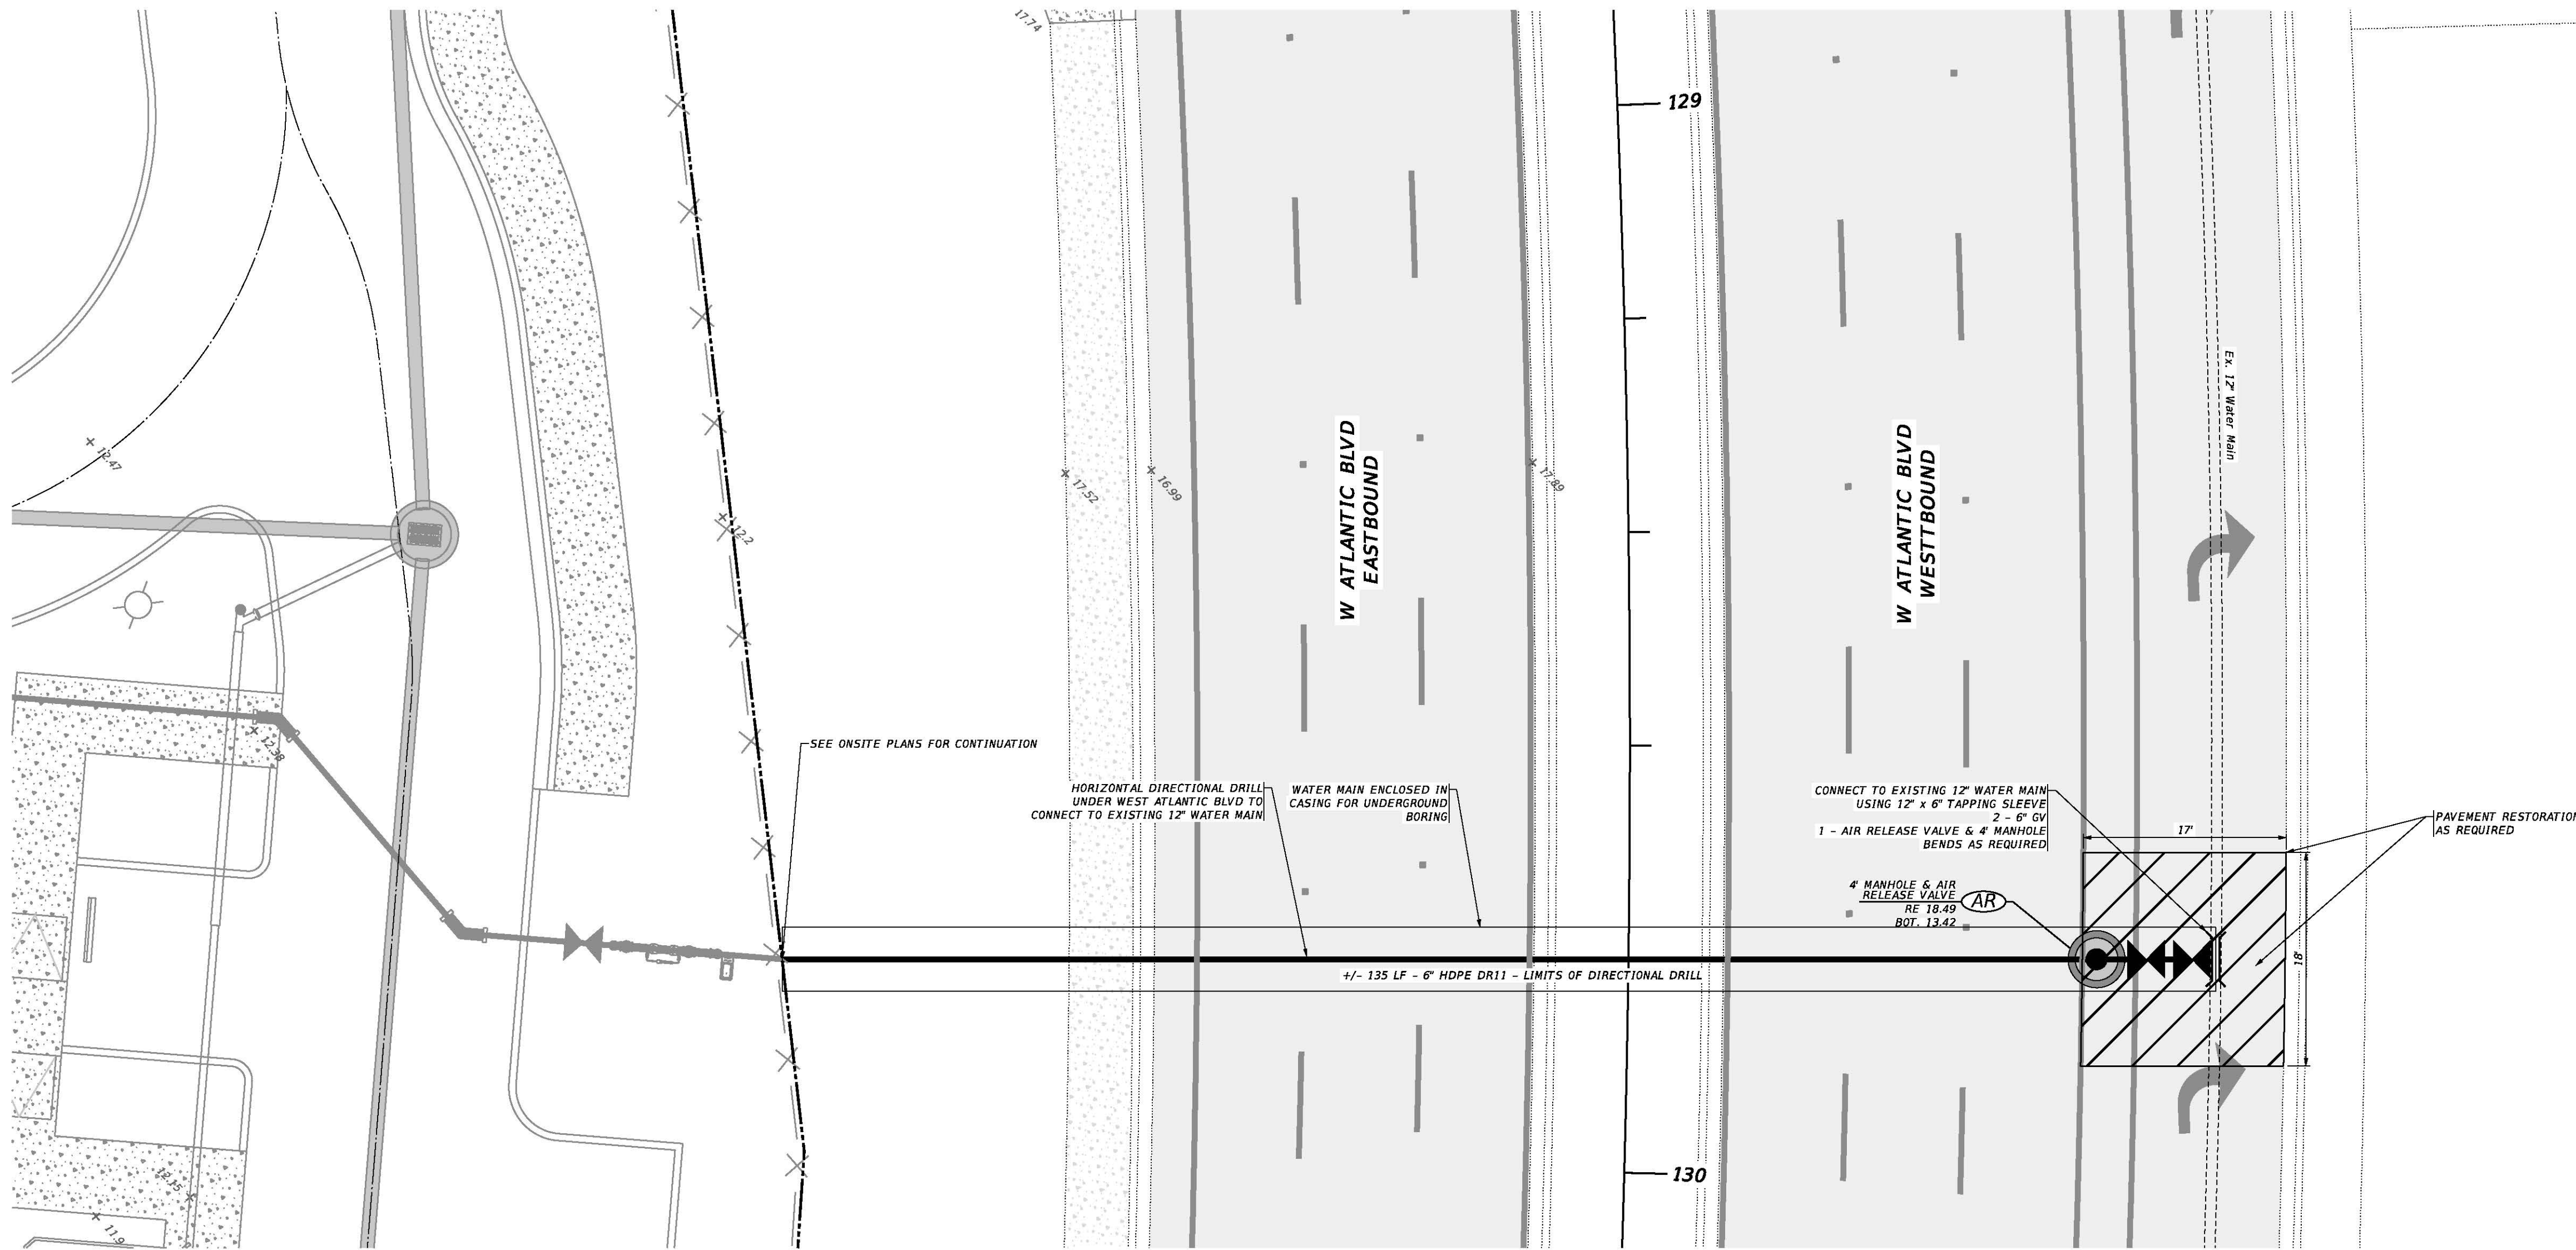 17.74
129
Ex. 12" Water Main
W ATLANTIC BLVD
EASTBOUND
W ATLANTIC BLVD
WESTTBOUND
12.47
17.52
16.99
17.89
12.2
12.38
SEE ONSITE PLANS FOR CONTINUATION
HORIZONTAL DIRECTIONAL DRILL
UNDER WEST ATLANTIC BLVD TO
CONNECT TO EXISTING 12" WATER MAIN
WATER MAIN ENCLOSED IN
CASING FOR UNDERGROUND
BORING
CONNECT TO EXISTING 12" WATER MAIN
USING 12" x 6" TAPPING SLEEVE
2 - 6" GV
1 - AIR RELEASE VALVE & 4' MANHOLE
BENDS AS REQUIRED
17'
PAVEMENT RESTORATION
AS REQUIRED
4' MANHOLE & AIR
RELEASE VALVE
RE 18.49
BOT. 13.42
AR
18'
+/- 135 LF - 6" HDPE DR11 - LIMITS OF DIRECTIONAL DRILL
130
12.15
11.9